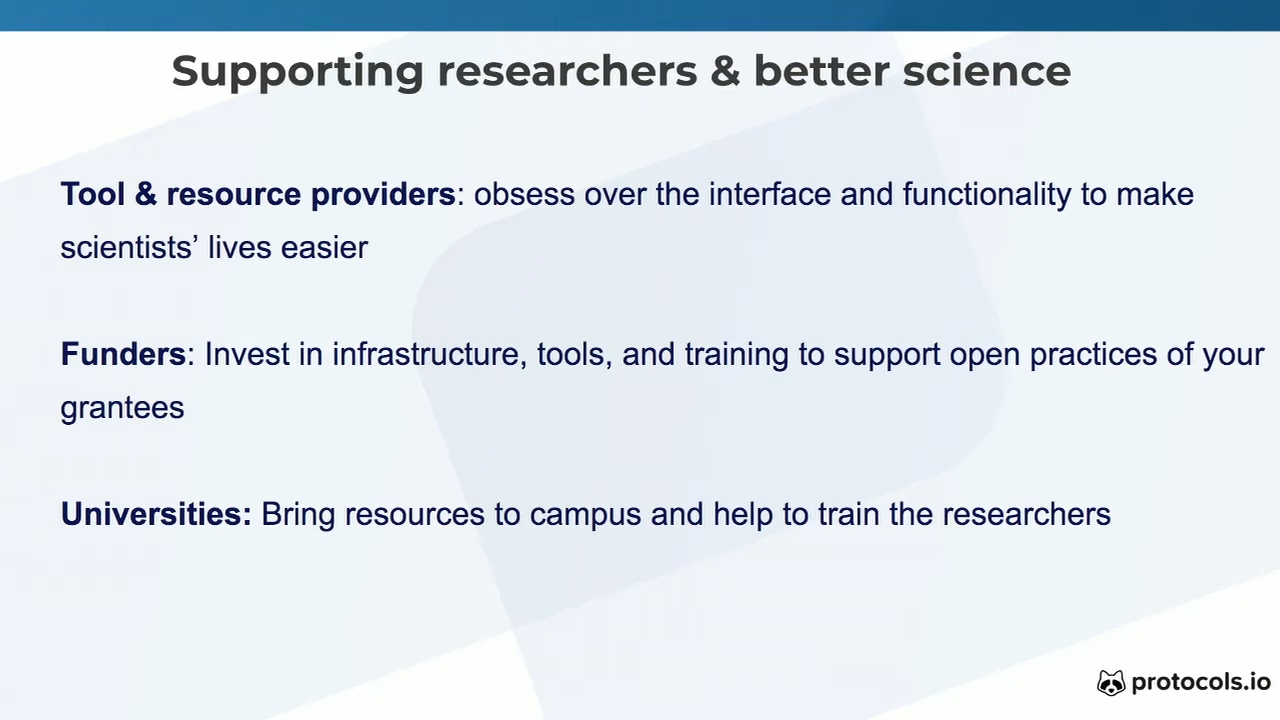 Supporting researchers & better science
Tool & resource providers: obsess over the interface and functionality to make
scientists’ lives easier
Funders: Invest in infrastructure, tools, and training to support open practices of your
grantees
Universities: Bring resources to campus and help to train the researchers
protocols.io